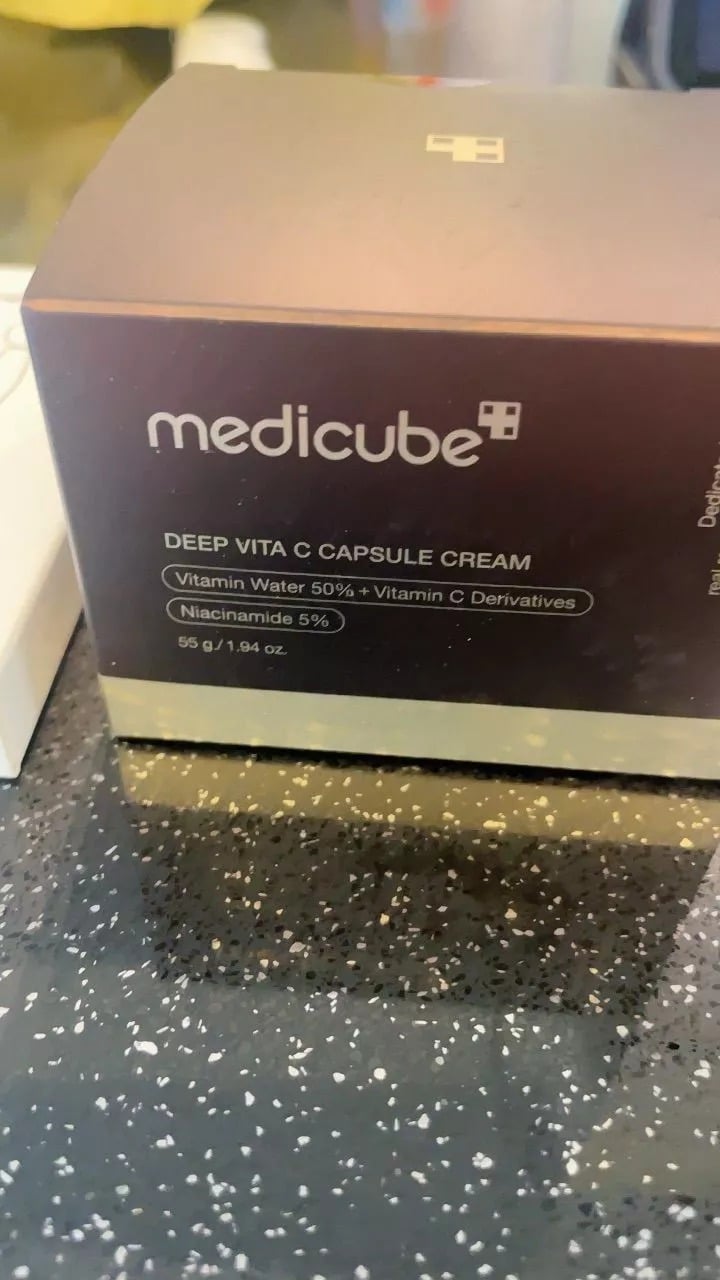 medicube
DEEP VITA C CAPSULE CREAM
Vitamin Water 50% + Vitamin C Derivatives
Niacinamide 5%
55 g / 1.94 oz.